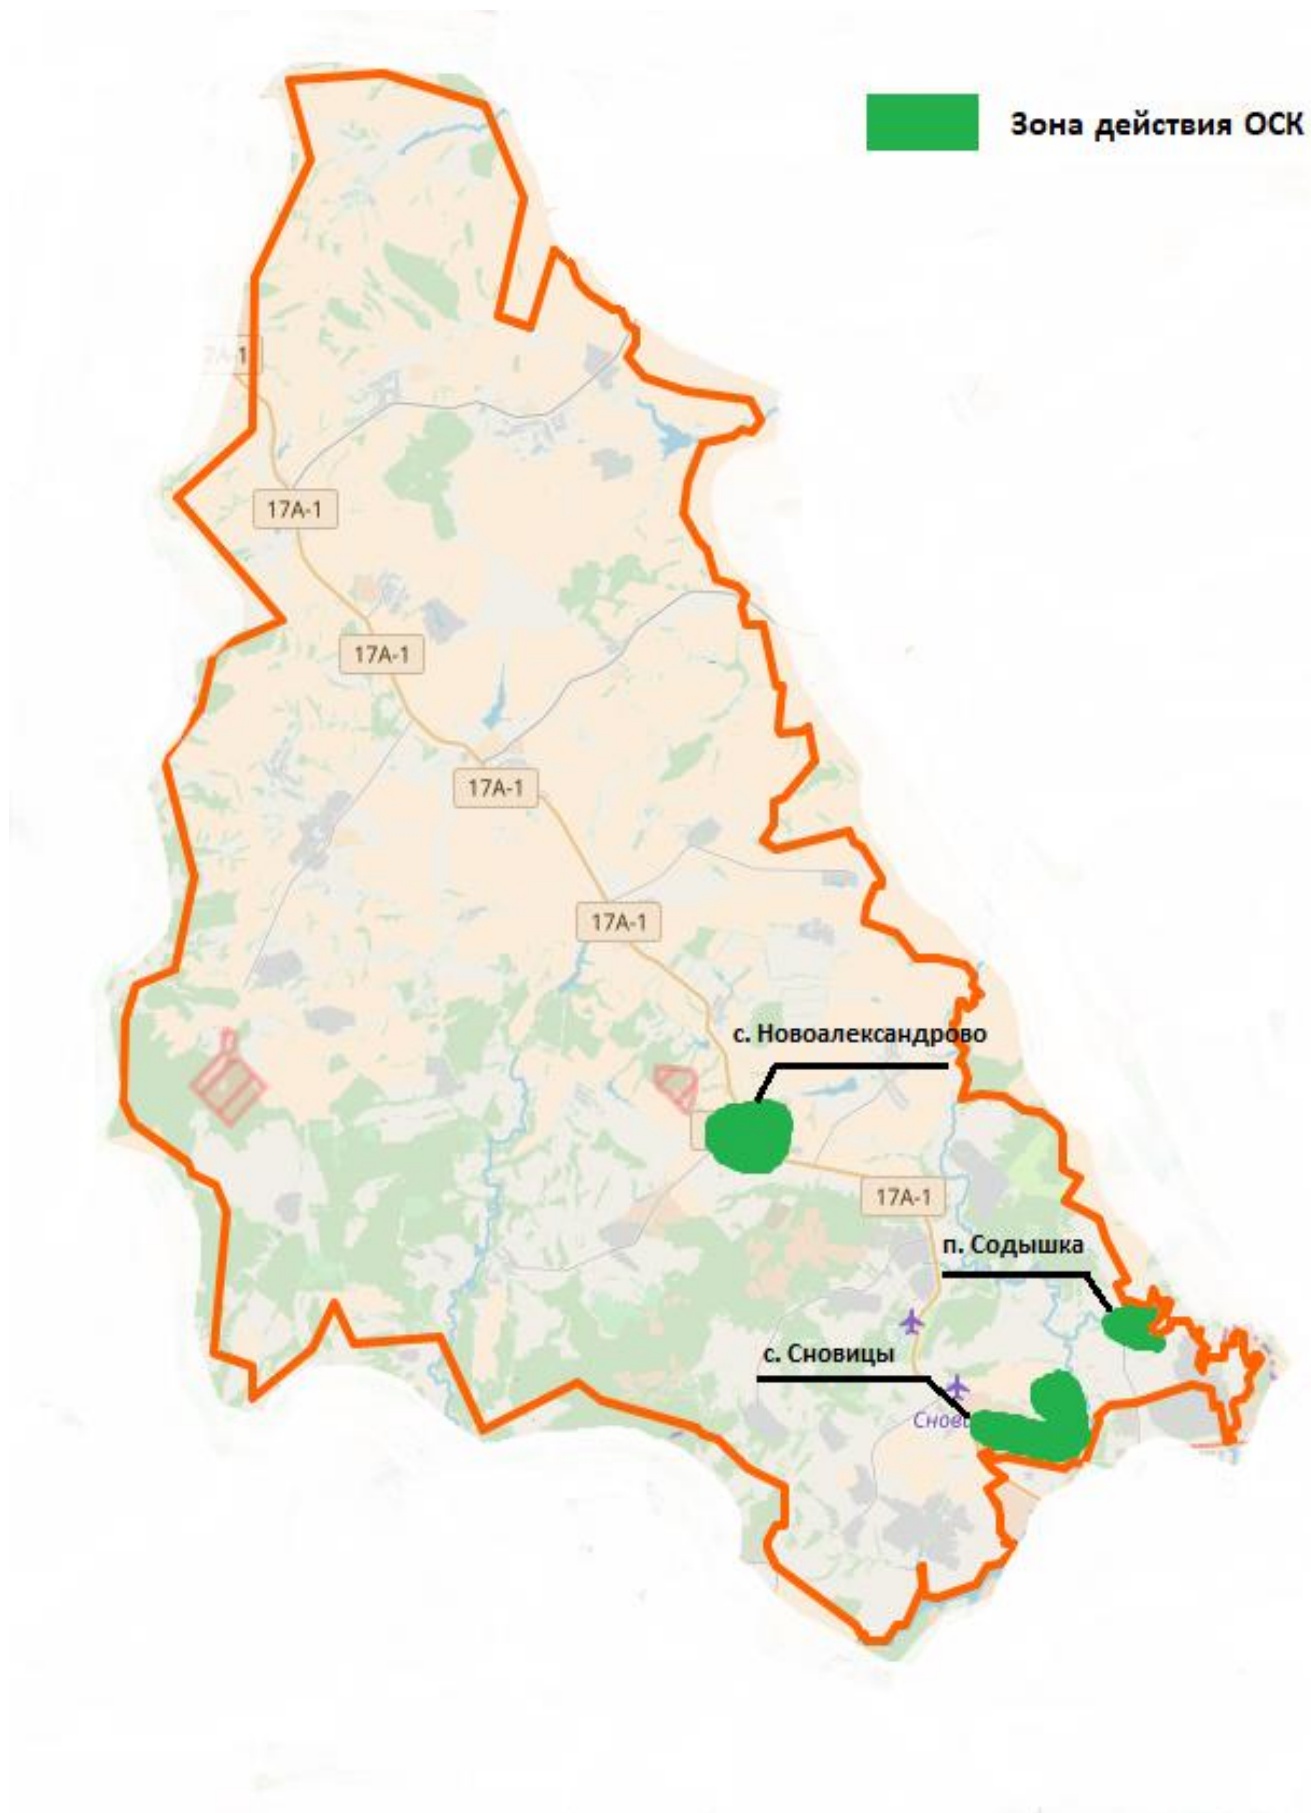 Зона действия ОСК
17А-1
17А-1
17А-1
17А-1
с. Новоалександрово
17А-1
п. Содышка
с. Сновицы